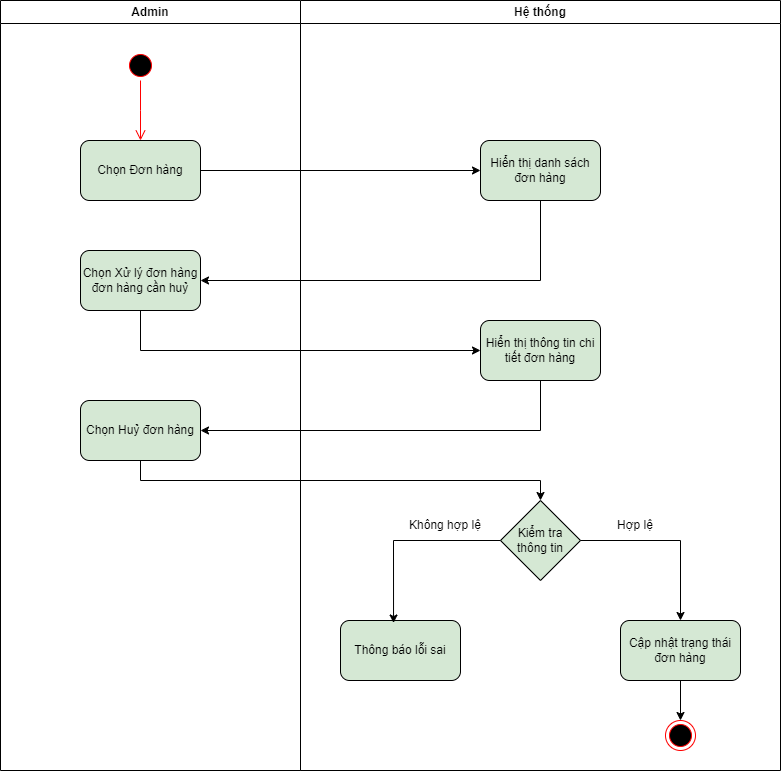 Admin
Hệ thống
Chọn Đơn hàng
Hiển thị danh sách
đơn hàng
Chọn Xử lý đơn hàng
đơn hàng cần huỷ
Hiển thị thông tin chi
tiết đơn hàng
Chọn Huỷ đơn hàng
Không hợp lệ
Kiểm tra
thông tin
Hợp lệ
Thông báo lỗi sai
Cập nhật trạng thái
đơn hàng